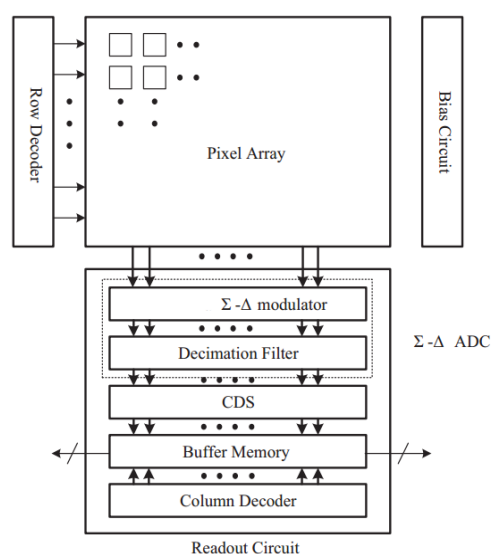 Row Decoder
Pixel Array
Bias Circuit
Σ -Δ modulator
Decimation Filter
Σ -Δ ADC
CDS
Buffer Memory
Column Decoder
Readout Circuit